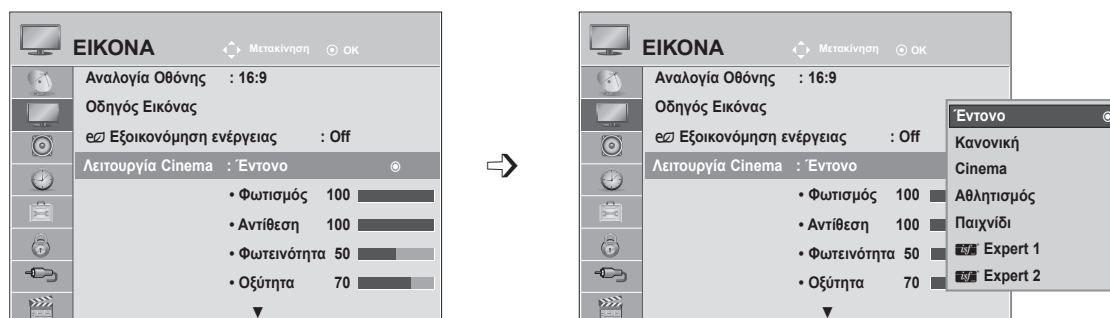 ΕΙΚΟΝΑ Μετακίνηση OK
Αναλογία Οθόνης : 16:9
Οδηγός Εικόνας
Εξοικονόμηση ενέργειας : Off
Λειτουργία Cinema : Έντονο
• Φωτισμός 100
• Αντίθεση 100
• Φωτεινότητα 50
• Οξύτητα 70
ΕΙΚΟΝΑ Μετακίνηση OK
Αναλογία Οθόνης : 16:9
Οδηγός Εικόνας
Εξοικονόμηση ενέργειας : Off
Λειτουργία Cinema : Έντονο
• Φωτισμός 100
• Αντίθεση 100
• Φωτεινότητα 50
• Οξύτητα 70
Έντονο
Κανονική
Cinema
Αθλητισμός
Παιχνίδι
isf Expert 1
isf Expert 2